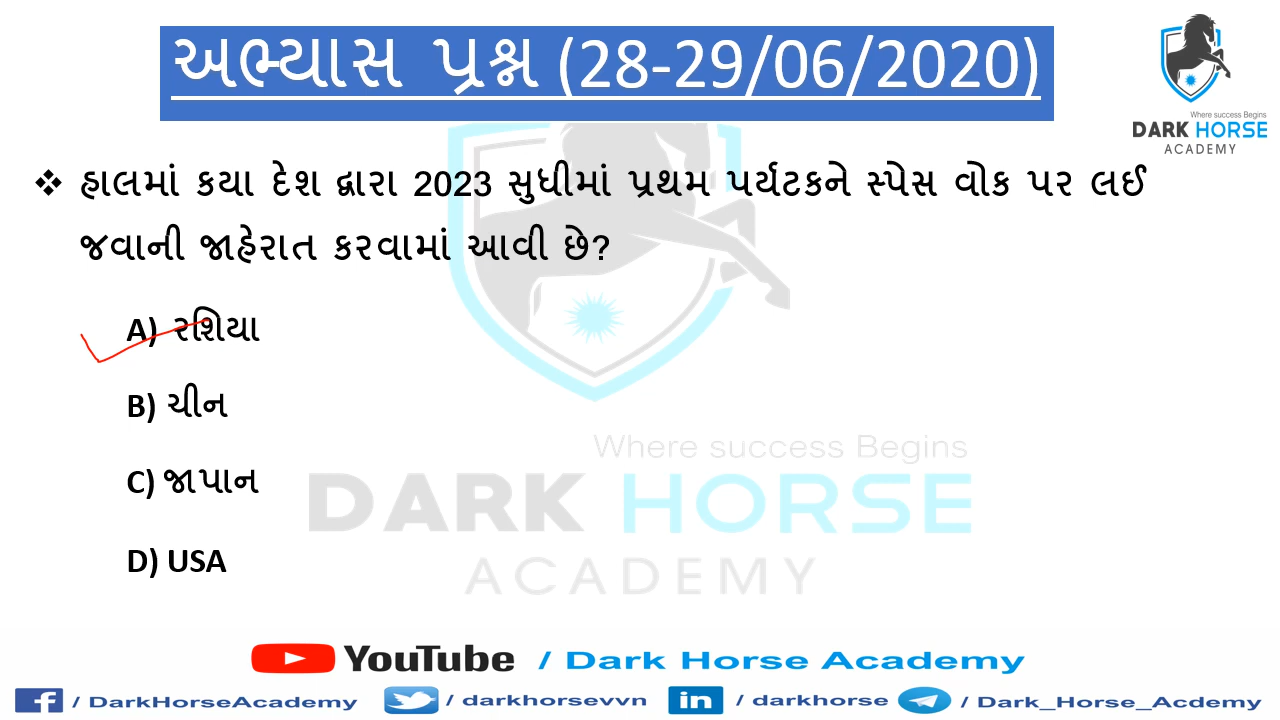 અભ્યાસ પ્રશ્ન (28-29/06/2020)
Where success Begins
DARK HORSE
ACADEMY
❖ હાલમાં કયા દેશ દ્વારા 2023 સુધીમાં પ્રથમ પર્યટકને સ્પેસ વોક પર લઈ
જવાની જાહેરાત કરવામાં આવી છે?
A) રશિયા
B) ચીન
C) જાપાન
D) USA
Where success Begins
DARK HORSE
ACADEMY
YouTube / Dark Horse Academy
f / DarkHorseAcademy / darkhorsevvn in / darkhorse / Dark_Horse_Acdemy